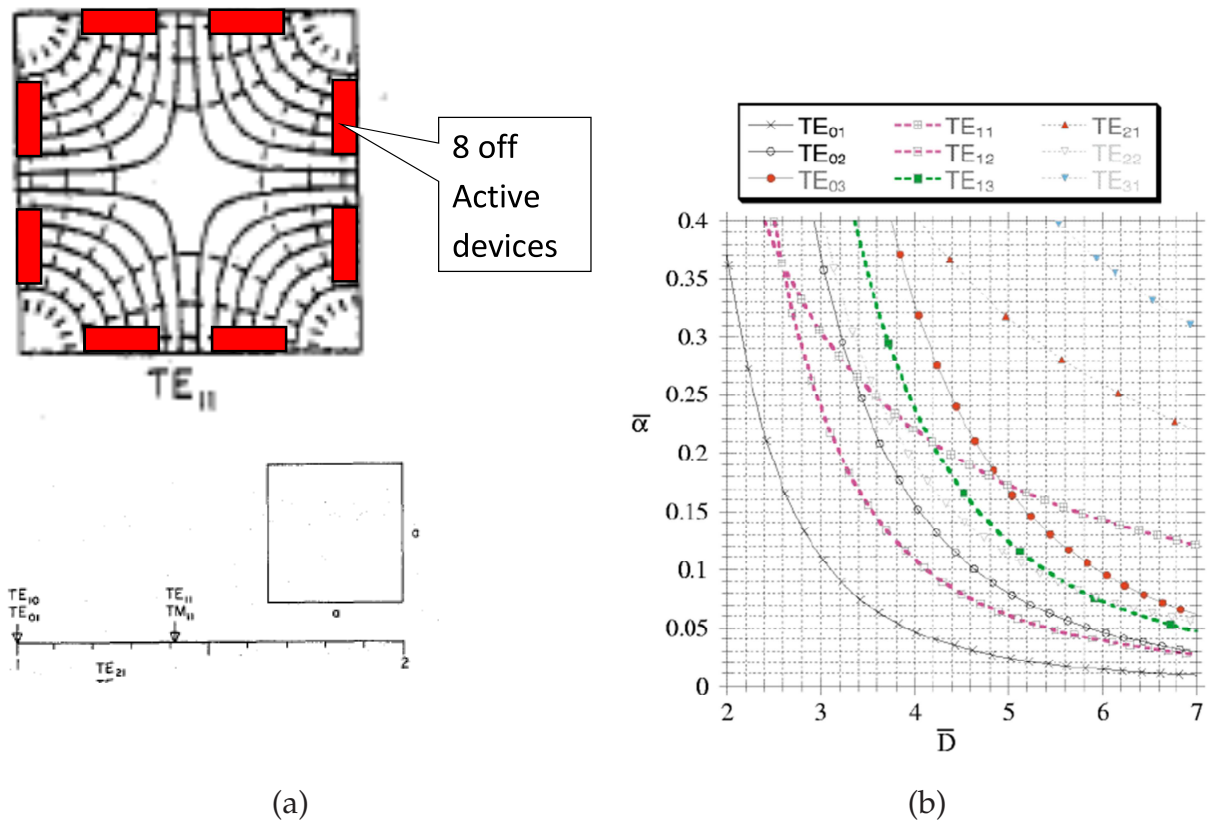 8 off
Active
devices
TE₁₁
a
a
TE₁₀
TE₀₁
TE₁₁
TM₁₁
1
2
TE₂₁
(a)
TE₀₁ TE₁₁ TE₂₁
TE₀₂ TE₁₂ TE₂₂
TE₀₃ TE₁₃ TE₃₁
0.4
0.35
0.3
0.25
α̅
0.2
0.15
0.1
0.05
0
2 3 4 5 6 7
D̅
(b)